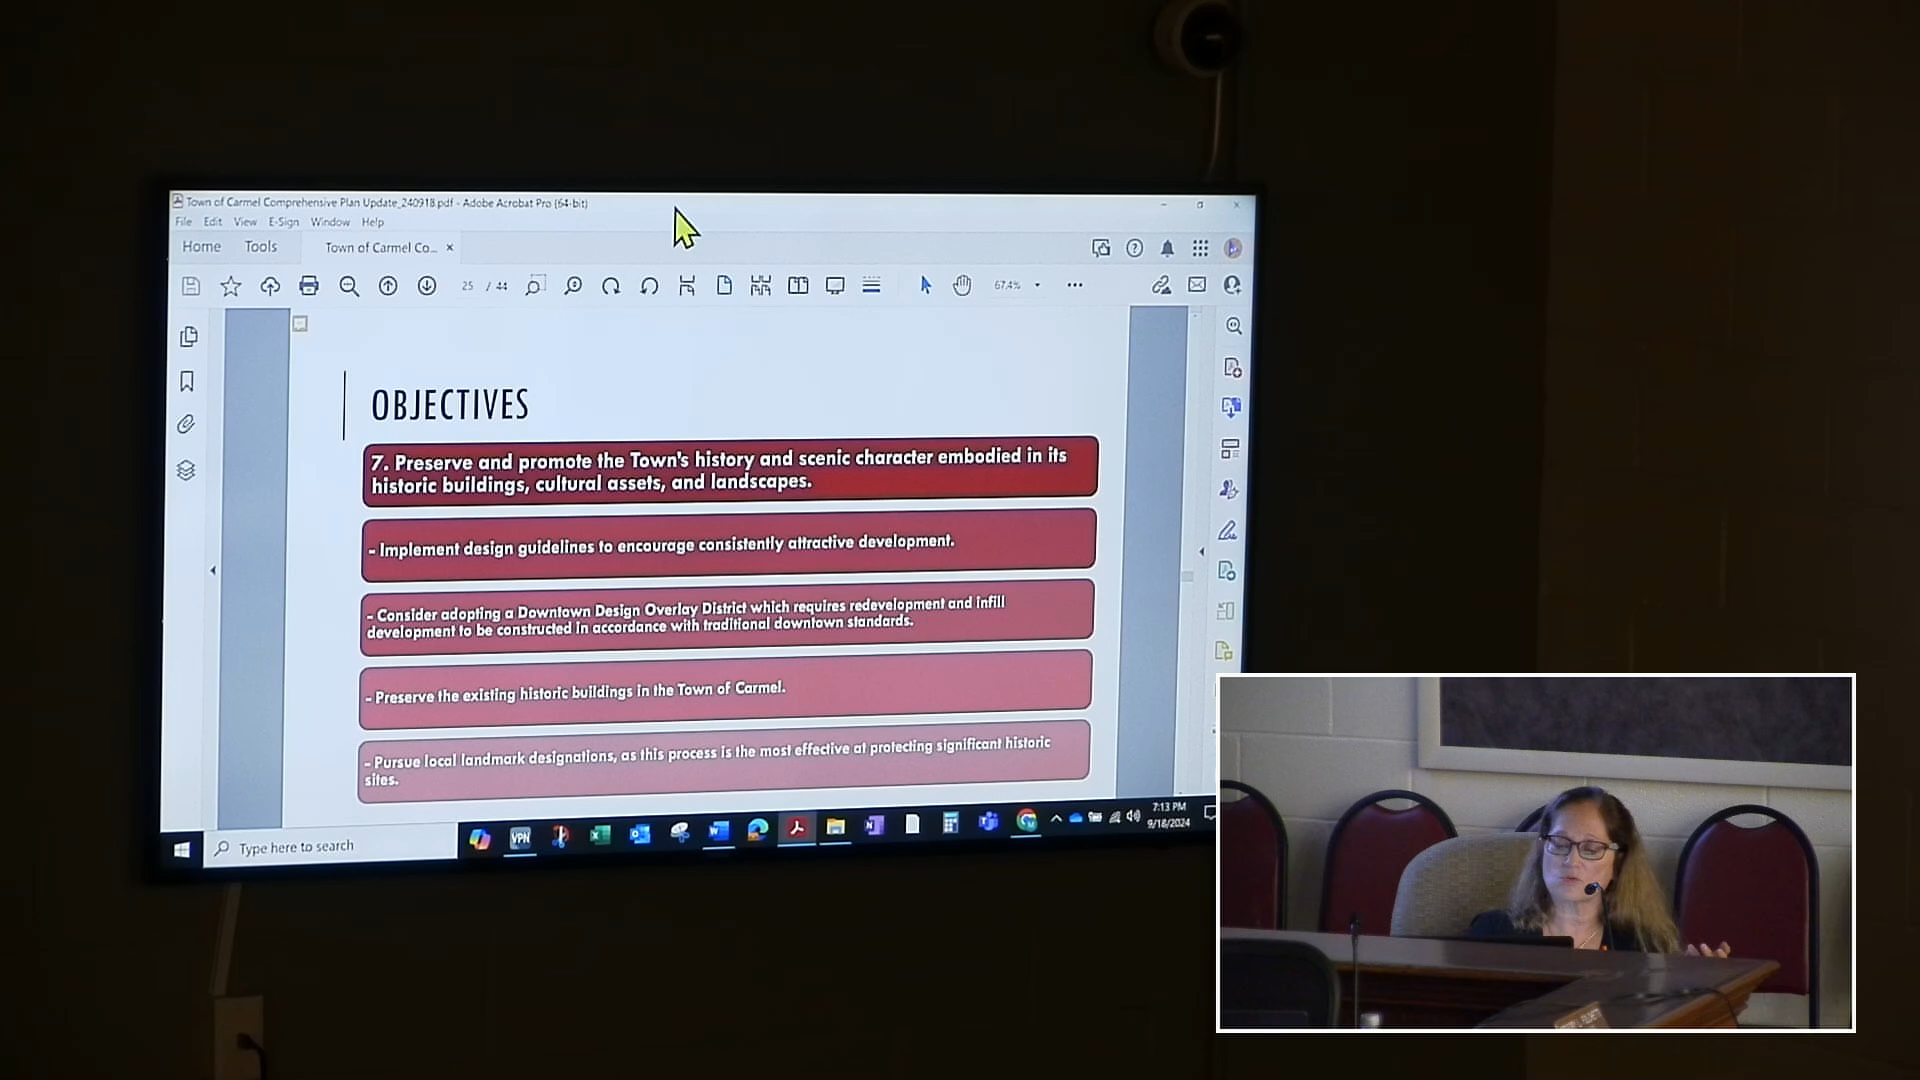 Town of Carmel Comprehensive Plan Update_240918.pdf - Adobe Acrobat Pro (64-bit)
File Edit View E-Sign Window Help
Home Tools Town of Carmel Co...
25 / 44 67.4%
OBJECTIVES
7. Preserve and promote the Town's history and scenic character embodied in its
historic buildings, cultural assets, and landscapes.
- Implement design guidelines to encourage consistently attractive development.
- Consider adopting a Downtown Design Overlay District which requires redevelopment and infill
development to be constructed in accordance with traditional downtown standards.
- Preserve the existing historic buildings in the Town of Carmel.
- Pursue local landmark designations, as this process is the most effective at protecting significant historic
sites.
Type here to search
VPN
7:13 PM
9/18/2024